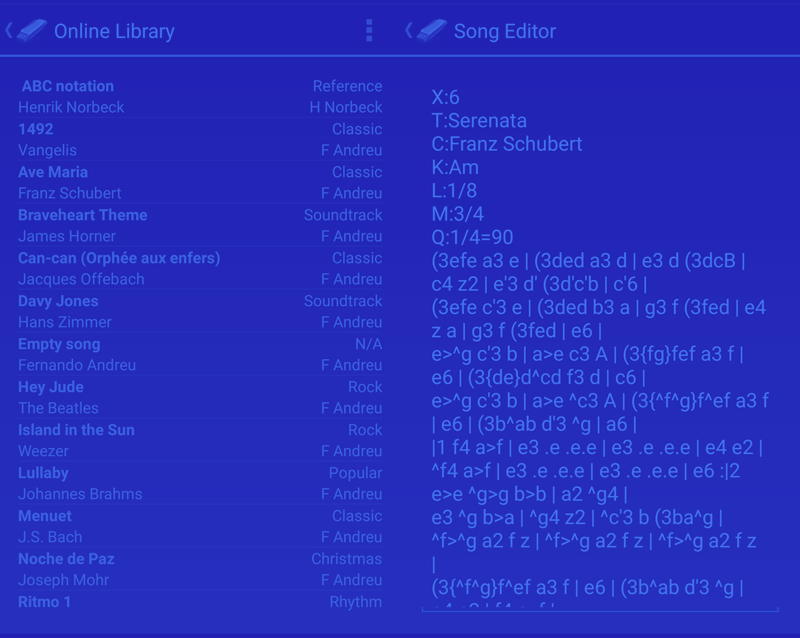 Online Library
ABC notation Reference
Henrik Norbeck H Norbeck
1492 Classic
Vangelis F Andreu
Ave Maria Classic
Franz Schubert F Andreu
Braveheart Theme Soundtrack
James Horner F Andreu
Can-can (Orphée aux enfers) Classic
Jacques Offebach F Andreu
Davy Jones Soundtrack
Hans Zimmer F Andreu
Empty song N/A
Fernando Andreu F Andreu
Hey Jude Rock
The Beatles F Andreu
Island in the Sun Rock
Weezer F Andreu
Lullaby Popular
Johannes Brahms F Andreu
Menuet Classic
J.S. Bach F Andreu
Noche de Paz Christmas
Joseph Mohr F Andreu
Ritmo 1 Rhythm
Song Editor
X:6
T:Serenata
C:Franz Schubert
K:Am
L:1/8
M:3/4
Q:1/4=90
(3efe a3 e | (3ded a3 d | e3 d (3dcB |
c4 z2 | e'3 d' (3d'c'b | c'6 |
(3efe c'3 e | (3ded b3 a | g3 f (3fed | e4
z a | g3 f (3fed | e6 |
e>^g c'3 b | a>e c3 A | (3{fg}fef a3 f |
e6 | (3{de}d^cd f3 d | c6 |
e>^g c'3 b | a>e ^c3 A | (3{^f^g}f^ef a3 f
| e6 | (3b^ab d'3 ^g | a6 |
|1 f4 a>f | e3 .e .e.e | e3 .e .e.e | e4 e2 |
^f4 a>f | e3 .e .e.e | e3 .e .e.e | e6 :|2
e>e ^g>g b>b | a2 ^g4 |
e3 ^g b>a | ^g4 z2 | ^c'3 b (3ba^g |
^f>^g a2 f z | ^f>^g a2 f z | ^f>^g a2 f z
|
(3{^f^g}f^ef a3 f | e6 | (3b^ab d'3 ^g |